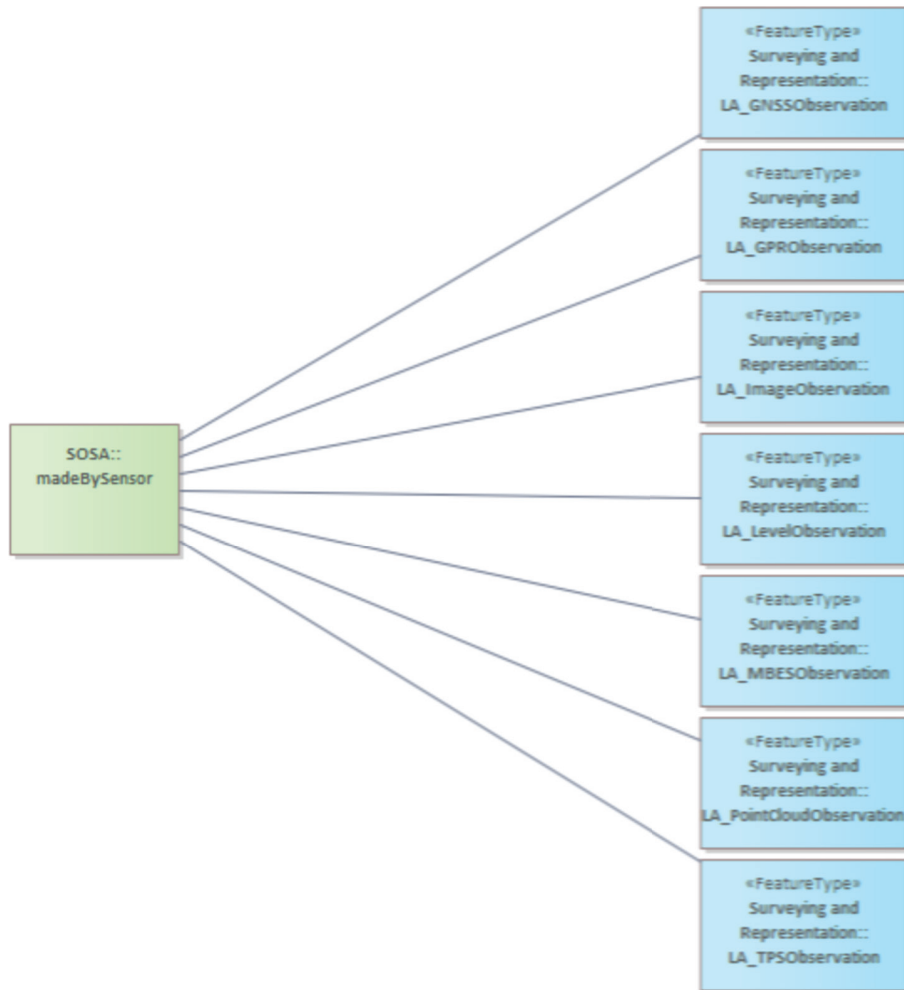 «FeatureType»
Surveying and
Representation::
LA_GNSSObservation
«FeatureType»
Surveying and
Representation::
LA_GPRObservation
«FeatureType»
Surveying and
Representation::
LA_ImageObservation
SOSA::
madeBySensor
«FeatureType»
Surveying and
Representation::
LA_LevelObservation
«FeatureType»
Surveying and
Representation::
LA_MBESObservation
«FeatureType»
Surveying and
Representation::
LA_PointCloudObservation
«FeatureType»
Surveying and
Representation::
LA_TPSObservation